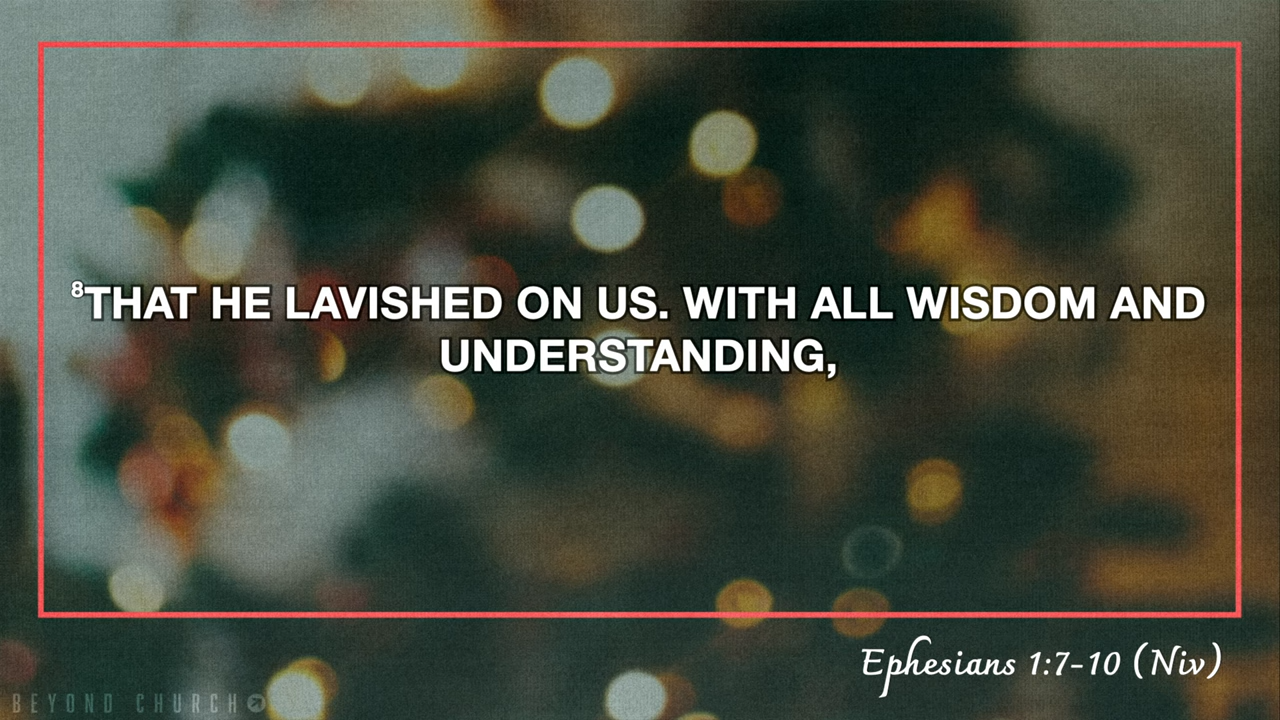 ⁸THAT HE LAVISHED ON US. WITH ALL WISDOM AND
UNDERSTANDING,
Ephesians 1:7-10 (Niv)
BEYOND CHURCH